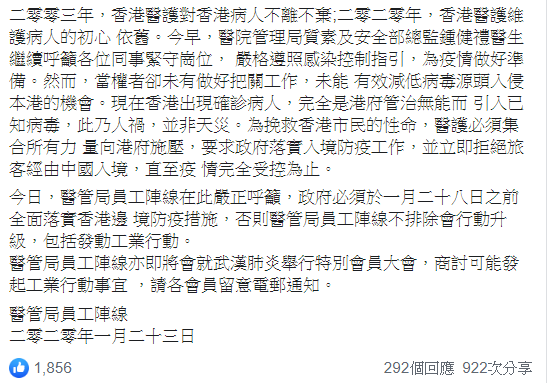 二零零三年，香港醫護對香港病人不離不棄;二零二零年，香港醫護維
護病人的初心 依舊。今早，醫院管理局質素及安全部總監鍾健禮醫生
繼續呼籲各位同事緊守崗位， 嚴格遵照感染控制指引，為疫情做好準
備。然而，當權者卻未有做好把關工作，未能 有效減低病毒源頭入侵
本港的機會。現在香港出現確診病人，完全是港府管治無能而 引入已
知病毒，此乃人禍，並非天災。為挽救香港市民的性命，醫護必須集
合所有力 量向港府施壓，要求政府落實入境防疫工作，並立即拒絕旅
客經由中國入境，直至疫 情完全受控為止。
今日，醫管局員工陣線在此嚴正呼籲，政府必須於一月二十八日之前
全面落實香港邊 境防疫措施，否則醫管局員工陣線不排除會行動升
級，包括發動工業行動。
醫管局員工陣線亦即將會就武漢肺炎舉行特別會員大會，商討可能發
起工業行動事宜 ，請各會員留意電郵通知。
醫管局員工陣線
二零二零年一月二十三日
1,856 292個回應 922次分享